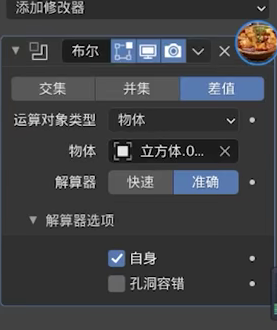 添加修改器
布尔
交集 并集 差值
运算对象类型 物体
物体 立方体.0...
解算器 快速 准确
解算器选项
自身
孔洞容错